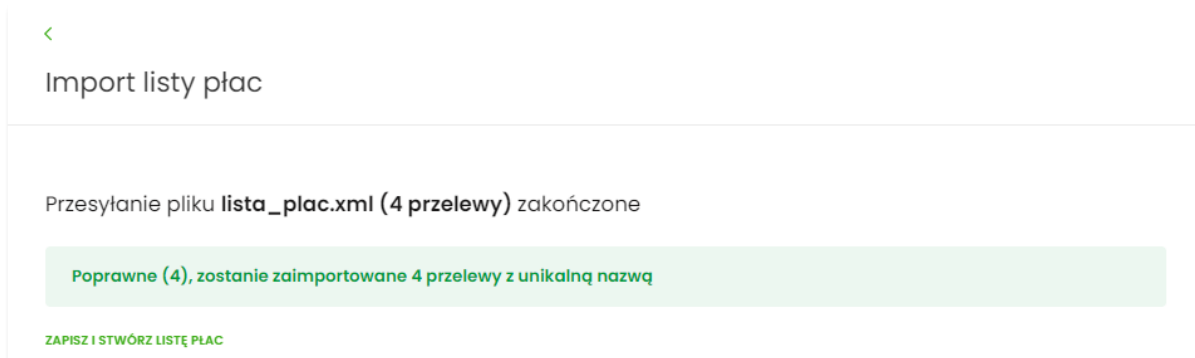 Import listy płac
Przesyłanie pliku lista_plac.xml (4 przelewy) zakończone
Poprawne (4), zostanie zaimportowane 4 przelewy z unikalną nazwą
ZAPISZ I STWÓRZ LISTĘ PŁAC